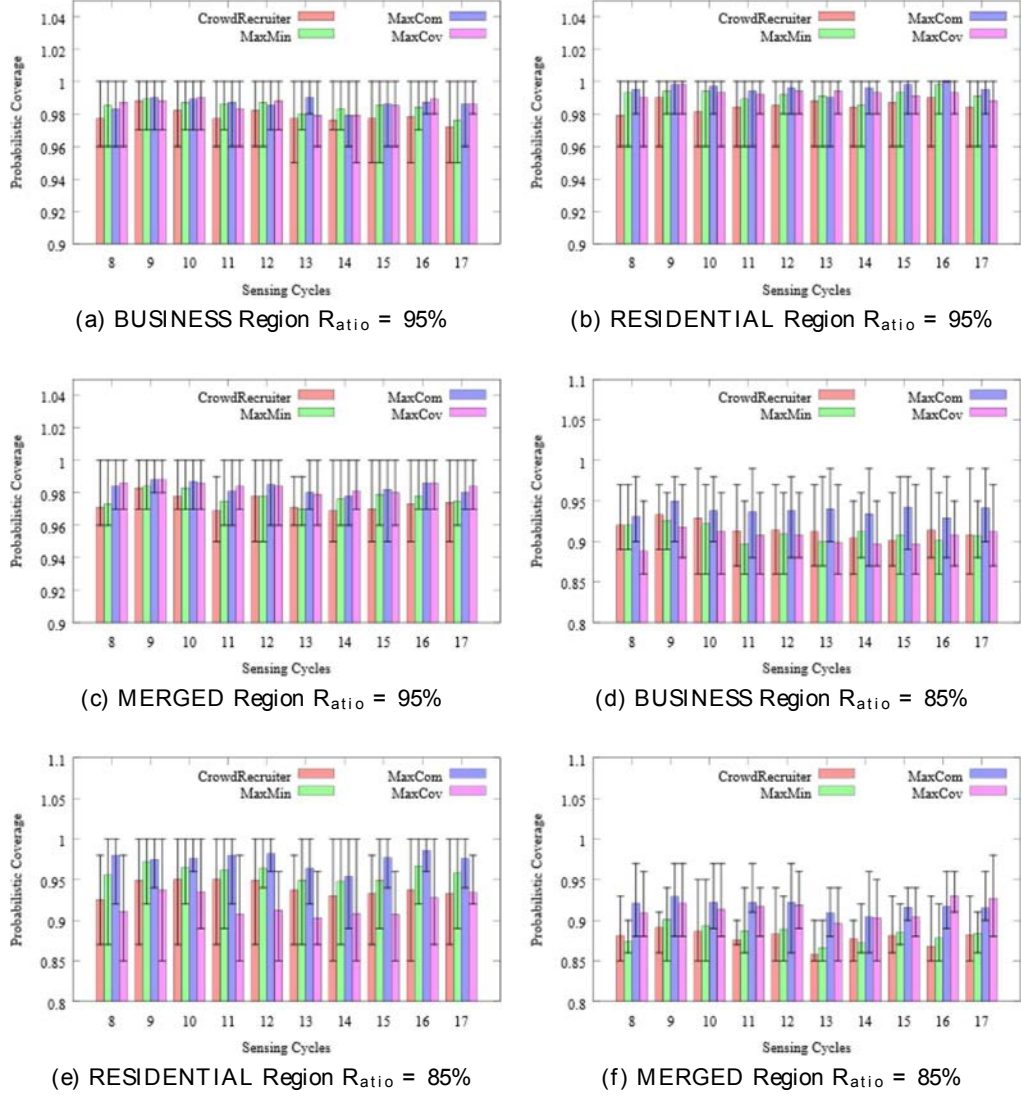 CrowdRecruiter MaxCom
MaxMin MaxCov
Probabilistic Coverage
1.04
1.02
1
0.98
0.96
0.94
0.92
0.9
8 9 10 11 12 13 14 15 16 17
Sensing Cycles
(a) BUSINESS Region Ratio = 95%
CrowdRecruiter MaxCom
MaxMin MaxCov
Probabilistic Coverage
1.04
1.02
1
0.98
0.96
0.94
0.92
0.9
8 9 10 11 12 13 14 15 16 17
Sensing Cycles
(b) RESIDENTIAL Region Ratio = 95%
CrowdRecruiter MaxCom
MaxMin MaxCov
Probabilistic Coverage
1.04
1.02
1
0.98
0.96
0.94
0.92
0.9
8 9 10 11 12 13 14 15 16 17
Sensing Cycles
(c) MERGED Region Ratio = 95%
CrowdRecruiter MaxCom
MaxMin MaxCov
Probabilistic Coverage
1.1
1.05
1
0.95
0.9
0.85
0.8
8 9 10 11 12 13 14 15 16 17
Sensing Cycles
(d) BUSINESS Region Ratio = 85%
CrowdRecruiter MaxCom
MaxMin MaxCov
Probabilistic Coverage
1.1
1.05
1
0.95
0.9
0.85
0.8
8 9 10 11 12 13 14 15 16 17
Sensing Cycles
(e) RESIDENTIAL Region Ratio = 85%
CrowdRecruiter MaxCom
MaxMin MaxCov
Probabilistic Coverage
1.1
1.05
1
0.95
0.9
0.85
0.8
8 9 10 11 12 13 14 15 16 17
Sensing Cycles
(f) MERGED Region Ratio = 85%